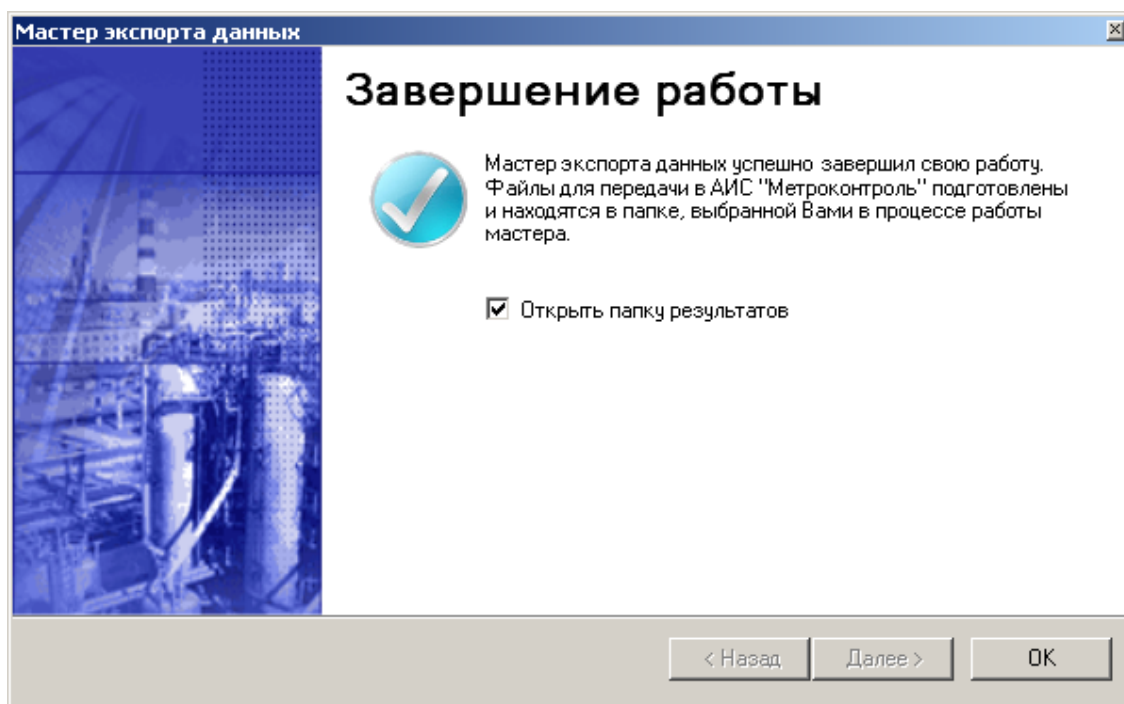 Мастер экспорта данных
Завершение работы
Мастер экспорта данных успешно завершил свою работу.
Файлы для передачи в АИС "Метроконтроль" подготовлены
и находятся в папке, выбранной Вами в процессе работы
мастера.
Открыть папку результатов
< Назад
Далее >
OK